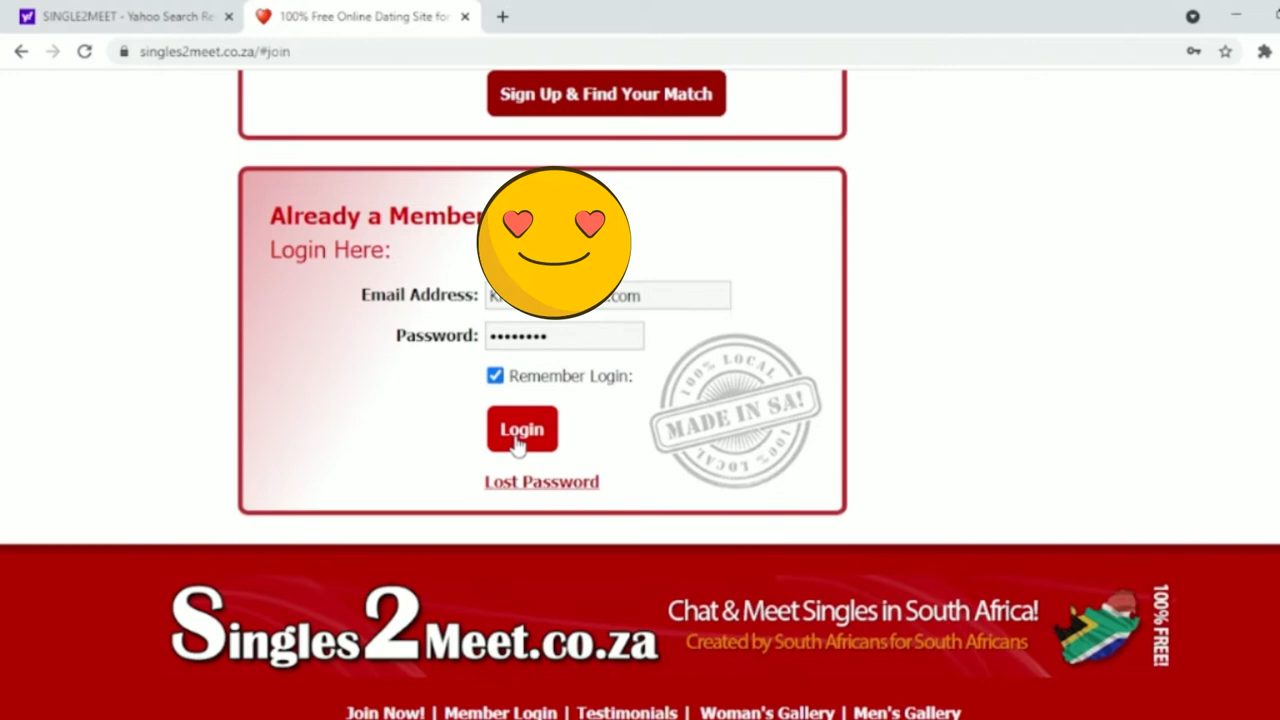 SINGLE2MEET - Yahoo Search Re
100% Free Online Dating Site for
singles2meet.co.za/#join
Sign Up & Find Your Match
Already a Member
Login Here:
Email Address: .com
Password: ••••••••
Remember Login:
100% LOCAL
MADE IN SA!
100% LOCAL
Login
Lost Password
Singles2Meet.co.za
Chat & Meet Singles in South Africa!
Created by South Africans for South Africans
100% FREE!
Join Now! | Member Login | Testimonials | Woman's Gallery | Men's Gallery